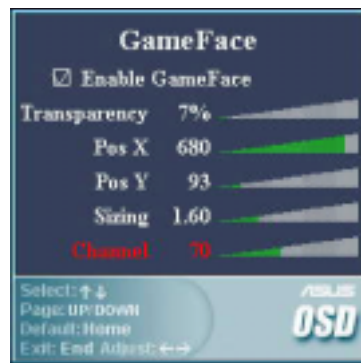 GameFace
☑ Enable GameFace
Transparency 7%
Pos X 680
Pos Y 93
Sizing 1.60
Channel 70
Select: ↑ ↓
Page: UP/DOWN
Default: Home
Exit: End Adjust: ← →
ASUS
OSD